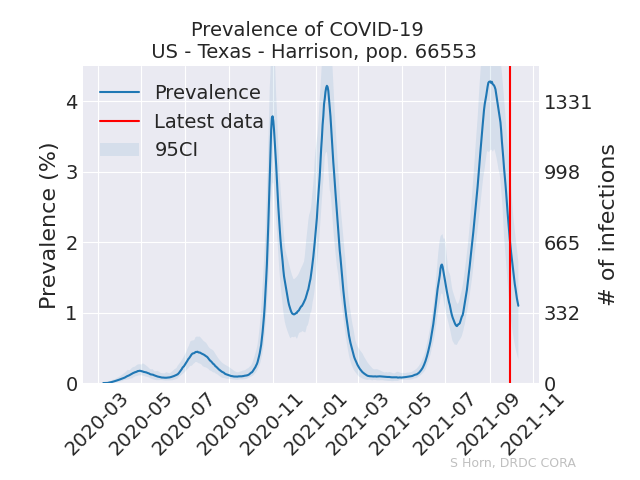 Prevalence of COVID-19
US - Texas - Harrison, pop. 66553
Prevalence
Latest data
95CI
Prevalence (%)
4
3
2
1
0
1331
998
665
332
0
# of infections
2020-03
2020-05
2020-07
2020-09
2020-11
2021-01
2021-03
2021-05
2021-07
2021-09
2021-11
S Horn, DRDC CORA